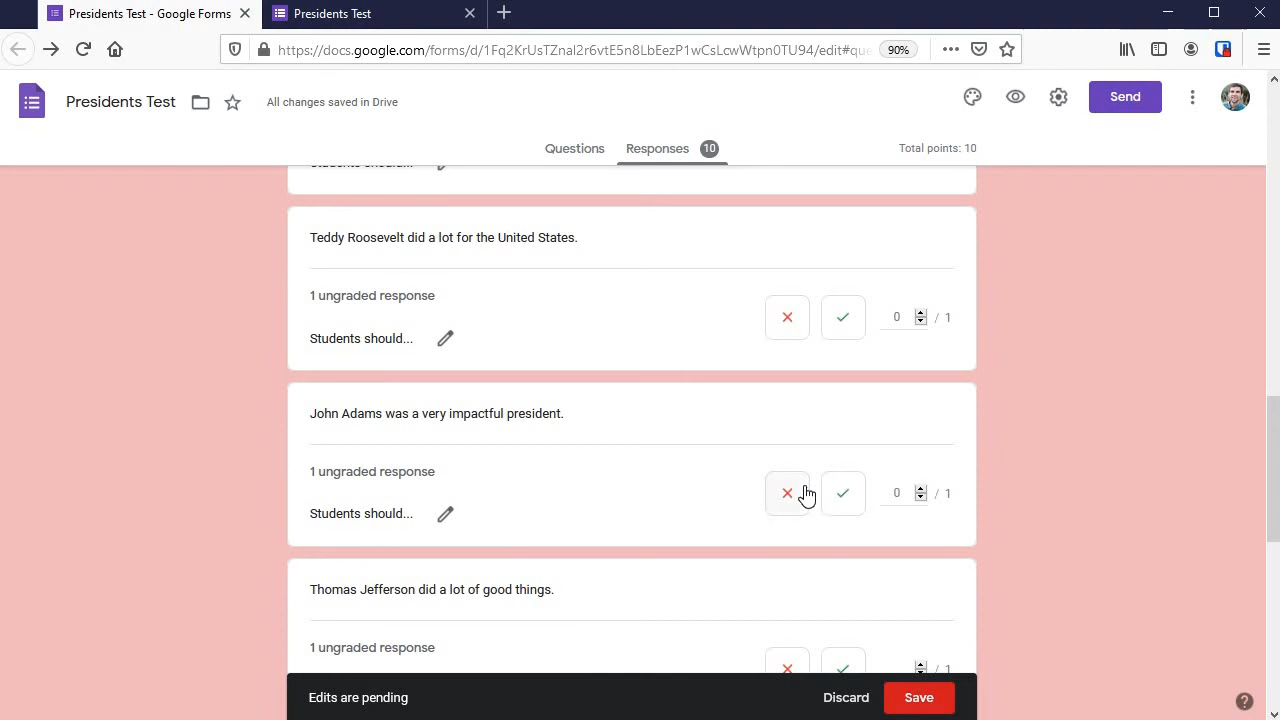 Presidents Test - Google Forms
Presidents Test
https://docs.google.com/forms/d/1Fq2KrUsTZnal2r6vtE5n8LbEezP1wCsLcwWtpn0TU94/edit#que
90%
Presidents Test
All changes saved in Drive
Send
Questions
Responses 10
Total points: 10
Students should...
Teddy Roosevelt did a lot for the United States.
1 ungraded response
0 / 1
Students should...
John Adams was a very impactful president.
1 ungraded response
0 / 1
Students should...
Thomas Jefferson did a lot of good things.
1 ungraded response
/ 1
Edits are pending
Discard
Save